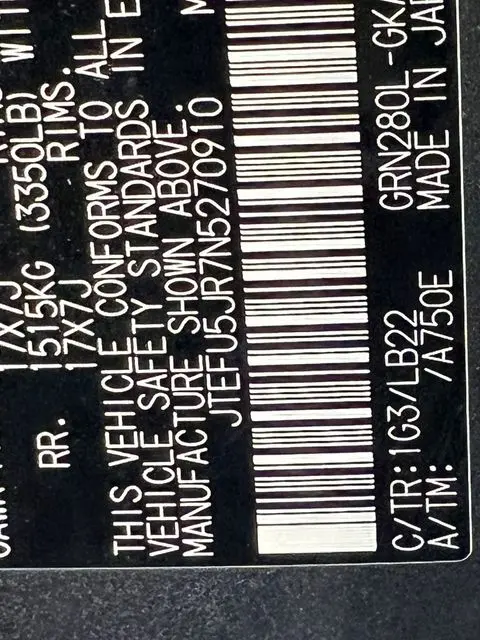 17X7J
RR. 1515KG (3350LB)
17X7J RIMS.
THIS VEHICLE CONFORMS TO ALL
VEHICLE SAFETY STANDARDS IN E
MANUFACTURE SHOWN ABOVE.
JTEFU5JR7N5270910
C/TR:1G3/LB22 GRN280L-GK
A/TM: /A750E MADE IN JAP